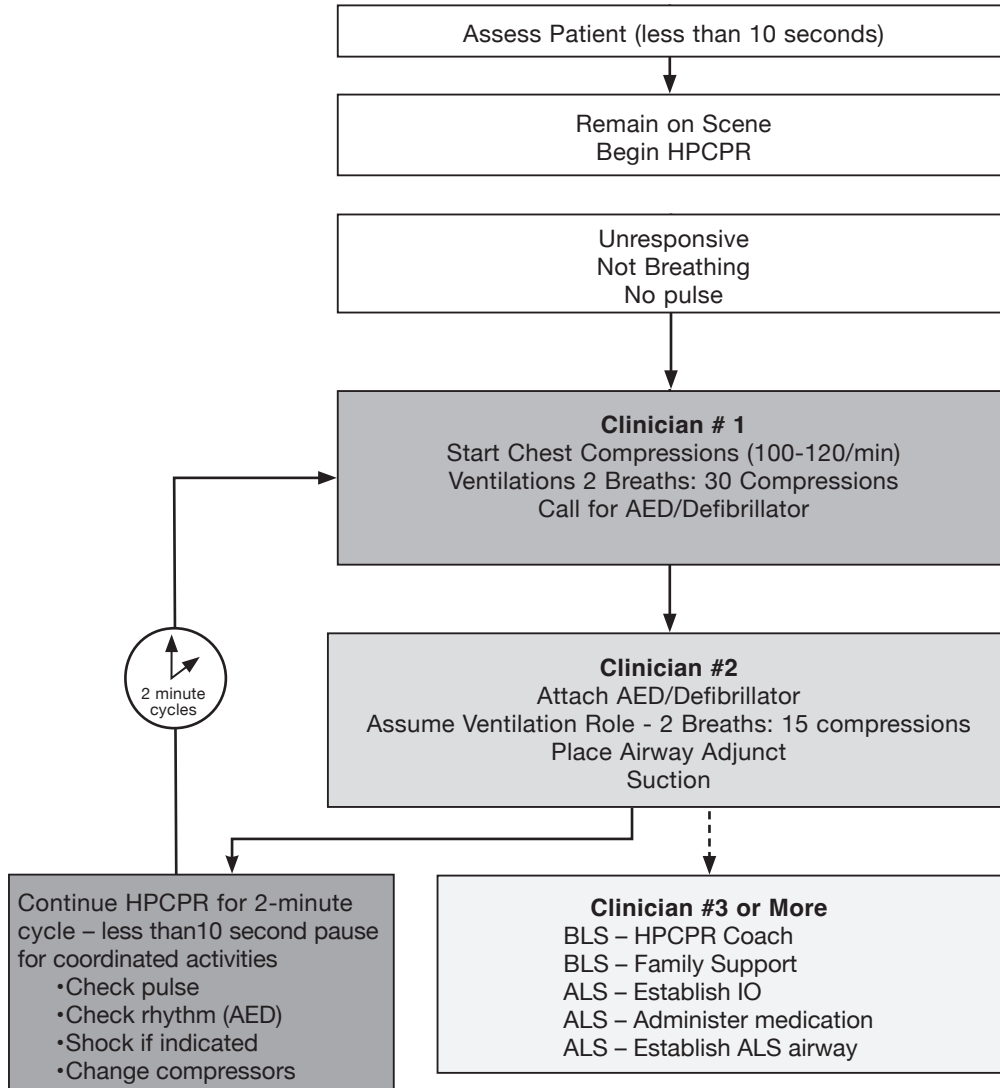 Assess Patient (less than 10 seconds)
Remain on Scene
Begin HPCPR
Unresponsive
Not Breathing
No pulse
Clinician # 1
Start Chest Compressions (100-120/min)
Ventilations 2 Breaths: 30 Compressions
Call for AED/Defibrillator
2 minute
cycles
Clinician #2
Attach AED/Defibrillator
Assume Ventilation Role - 2 Breaths: 15 compressions
Place Airway Adjunct
Suction
Continue HPCPR for 2-minute
cycle – less than10 second pause
for coordinated activities
•Check pulse
•Check rhythm (AED)
•Shock if indicated
•Change compressors
Clinician #3 or More
BLS – HPCPR Coach
BLS – Family Support
ALS – Establish IO
ALS – Administer medication
ALS – Establish ALS airway